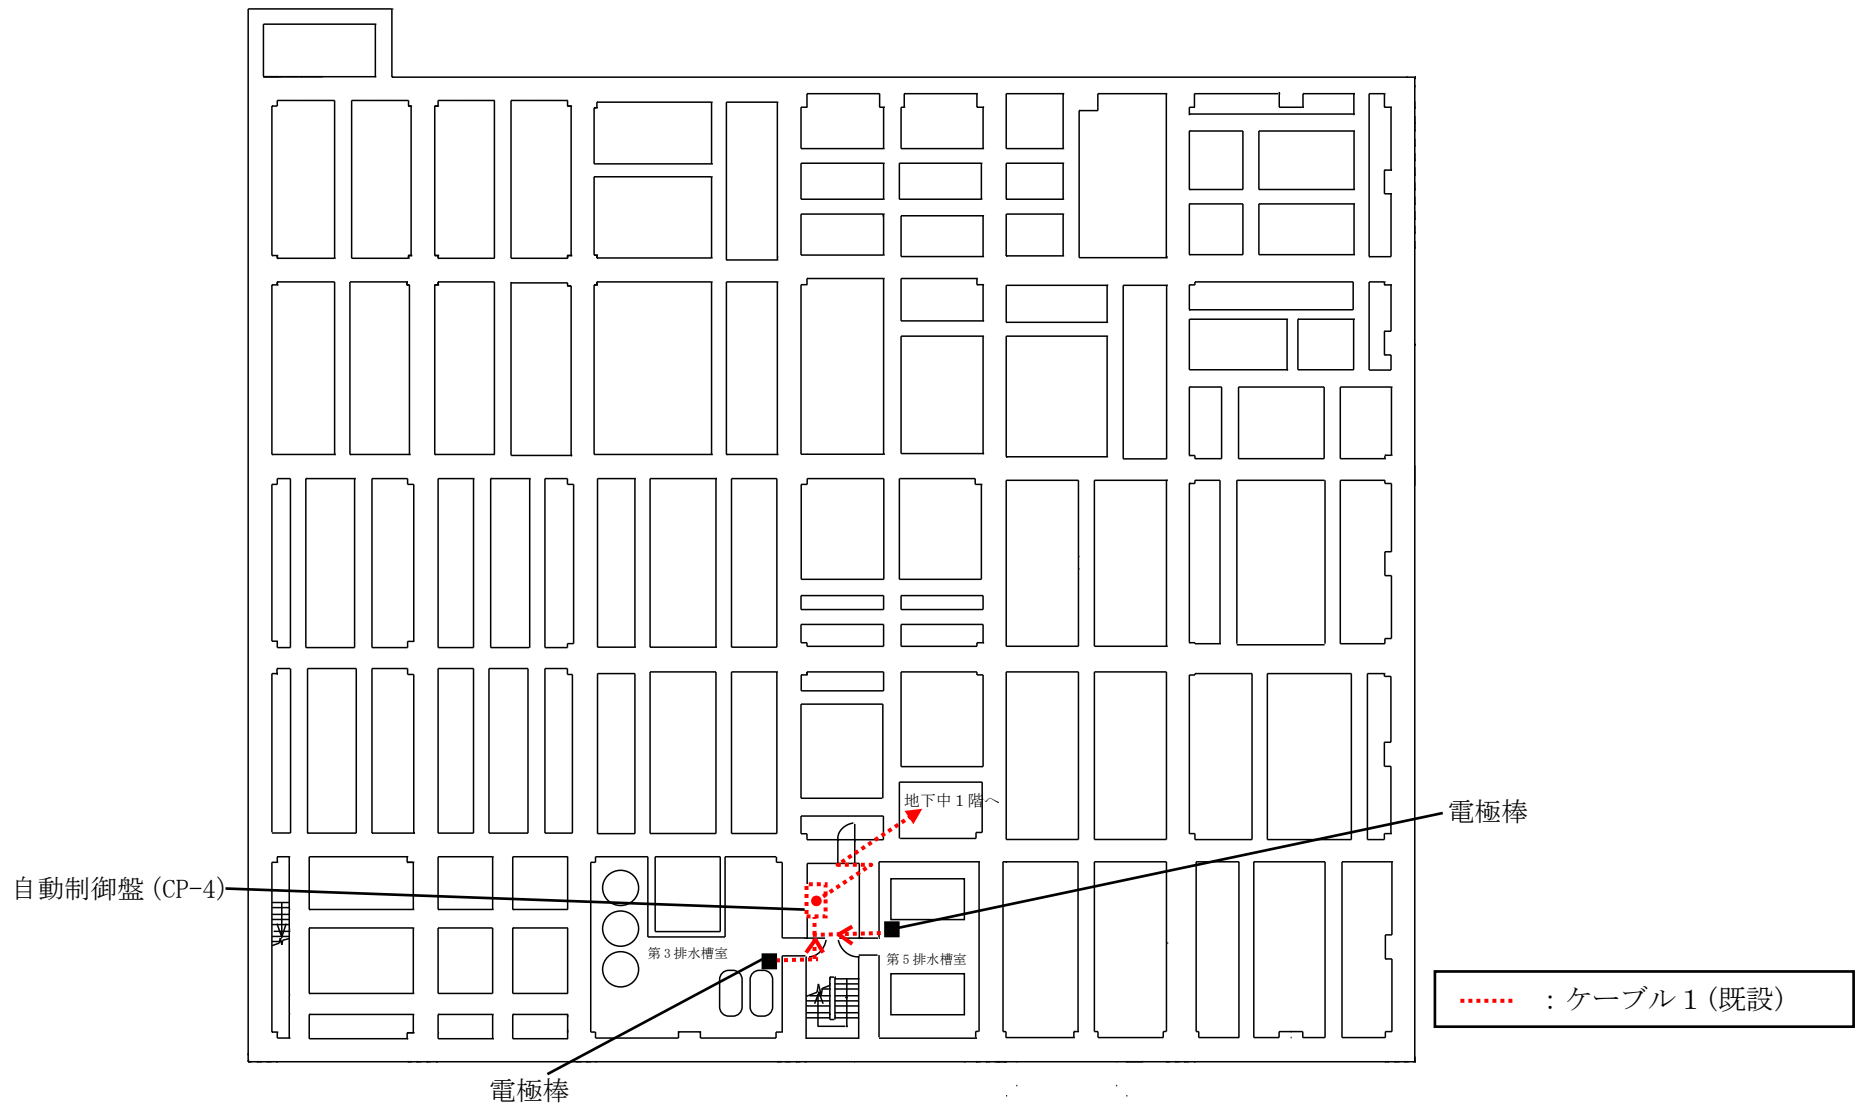 地下中１階へ
電極棒
自動制御盤(CP-4)
第３排水槽室
第５排水槽室
：ケーブル１(既設)
電極棒